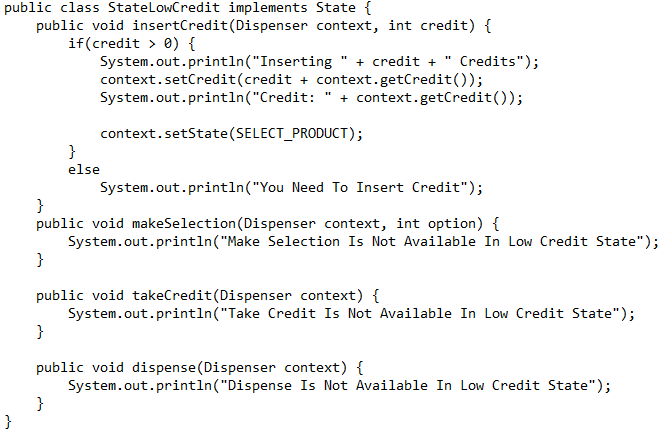 public class StateLowCredit implements State {
    public void insertCredit(Dispenser context, int credit) {
        if(credit > 0) {
            System.out.println("Inserting " + credit + " Credits");
            context.setCredit(credit + context.getCredit());
            System.out.println("Credit: " + context.getCredit());

            context.setState(SELECT_PRODUCT);
        }
        else
            System.out.println("You Need To Insert Credit");
    }
    public void makeSelection(Dispenser context, int option) {
        System.out.println("Make Selection Is Not Available In Low Credit State");
    }

    public void takeCredit(Dispenser context) {
        System.out.println("Take Credit Is Not Available In Low Credit State");
    }

    public void dispense(Dispenser context) {
        System.out.println("Dispense Is Not Available In Low Credit State");
    }
}